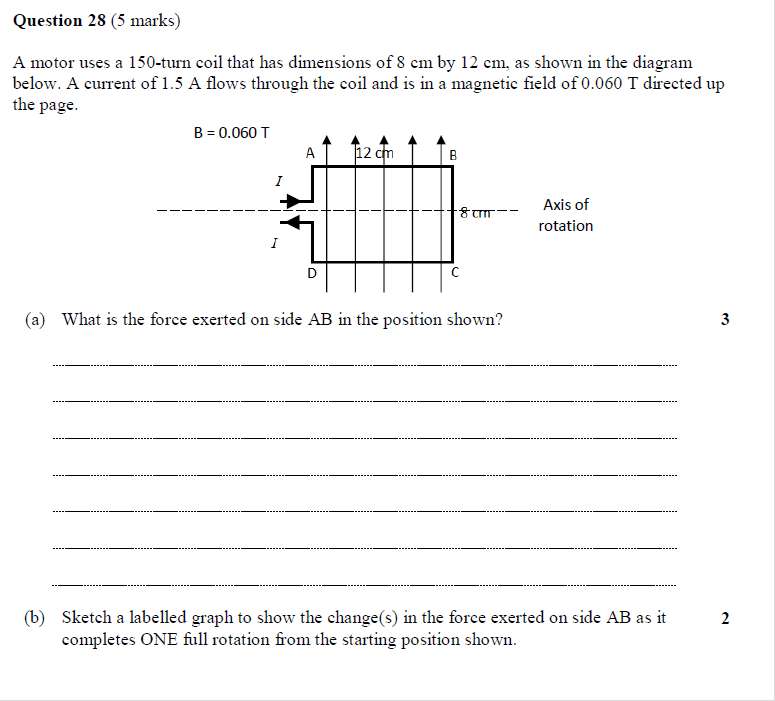 Question 28 (5 marks)
A motor uses a 150-turn coil that has dimensions of 8 cm by 12 cm, as shown in the diagram
below. A current of 1.5 A flows through the coil and is in a magnetic field of 0.060 T directed up
the page.
B = 0.060 T
A 12 cm B
I
8 cm
Axis of
rotation
I
D C
(a) What is the force exerted on side AB in the position shown? 3
(b) Sketch a labelled graph to show the change(s) in the force exerted on side AB as it 2
completes ONE full rotation from the starting position shown.